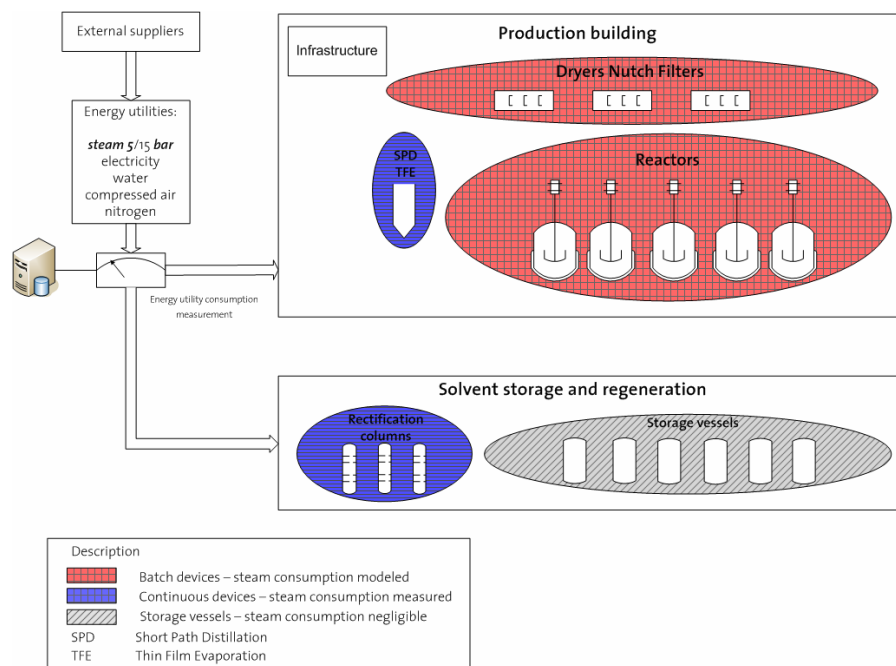 External suppliers
Energy utilities:
steam 5/15 bar
electricity
water
compressed air
nitrogen
Energy utility consumption
measurement
Production building
Infrastructure
Dryers Nutch Filters
SPD
TFE
Reactors
Solvent storage and regeneration
Rectification
columns
Storage vessels
Description
Batch devices – steam consumption modeled
Continuous devices – steam consumption measured
Storage vessels – steam consumption negligible
SPD Short Path Distillation
TFE Thin Film Evaporation